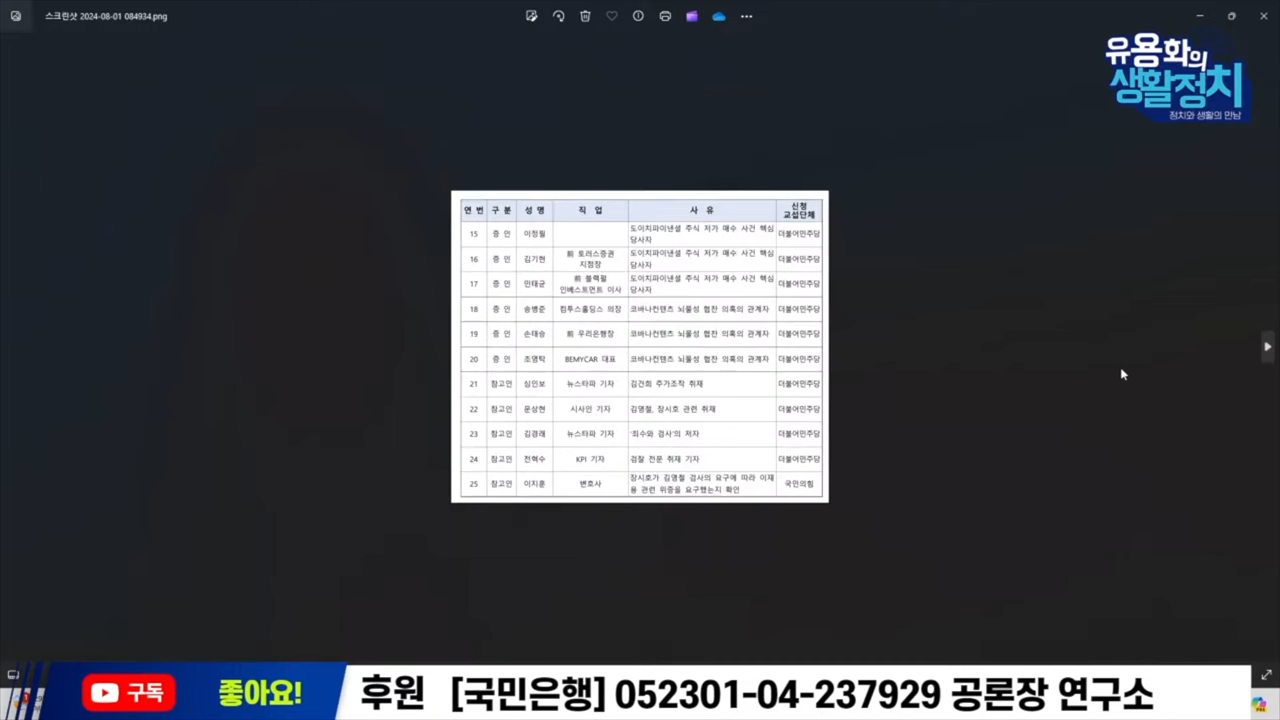 스크린샷 2024-08-01 084934.png
유용화의
생활정치
정치와 생활의 만남
연 번 구 분 성 명 직 업 사 유 신청 교섭단체
15 증 인 이정필 도이치파이낸셜 주식 저가 매수 사건 핵심 당사자 더불어민주당
16 증 인 김기현 前 토러스증권 지점장 도이치파이낸셜 주식 저가 매수 사건 핵심 당사자 더불어민주당
17 증 인 민태균 前 블랙펄 인베스트먼트 이사 도이치파이낸셜 주식 저가 매수 사건 핵심 당사자 더불어민주당
18 증 인 송병준 컴투스홀딩스 의장 코바나컨텐츠 뇌물성 협찬 의혹의 관계자 더불어민주당
19 증 인 손태승 前 우리은행장 코바나컨텐츠 뇌물성 협찬 의혹의 관계자 더불어민주당
20 증 인 조명탁 BEMYCAR 대표 코바나컨텐츠 뇌물성 협찬 의혹의 관계자 더불어민주당
21 참고인 심인보 뉴스타파 기자 김건희 주가조작 취재 더불어민주당
22 참고인 문상현 시사인 기자 김영철, 장시호 관련 취재 더불어민주당
23 참고인 김경래 뉴스타파 기자 '죄수와 검사'의 저자 더불어민주당
24 참고인 전혁수 KPI 기자 검찰 전문 취재 기자 더불어민주당
25 참고인 이지훈 변호사 장시호가 김영철 검사의 요구에 따라 이재용 관련 위증을 요구했는지 확인 국민의힘
구독 좋아요! 후원 [국민은행] 052301-04-237929 공론장 연구소